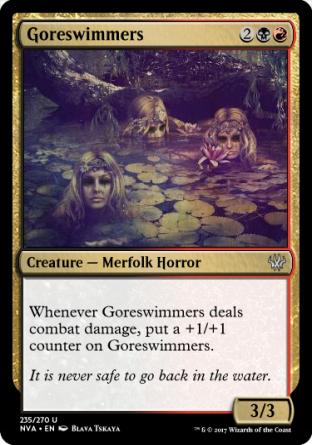 Goreswimmers 2
Creature — Merfolk Horror
Whenever Goreswimmers deals
combat damage, put a +1/+1
counter on Goreswimmers.
It is never safe to go back in the water.
3/3
235/270 U
NVA • EN Blava Tskaya
™ & © 2017 Wizards of the Coast